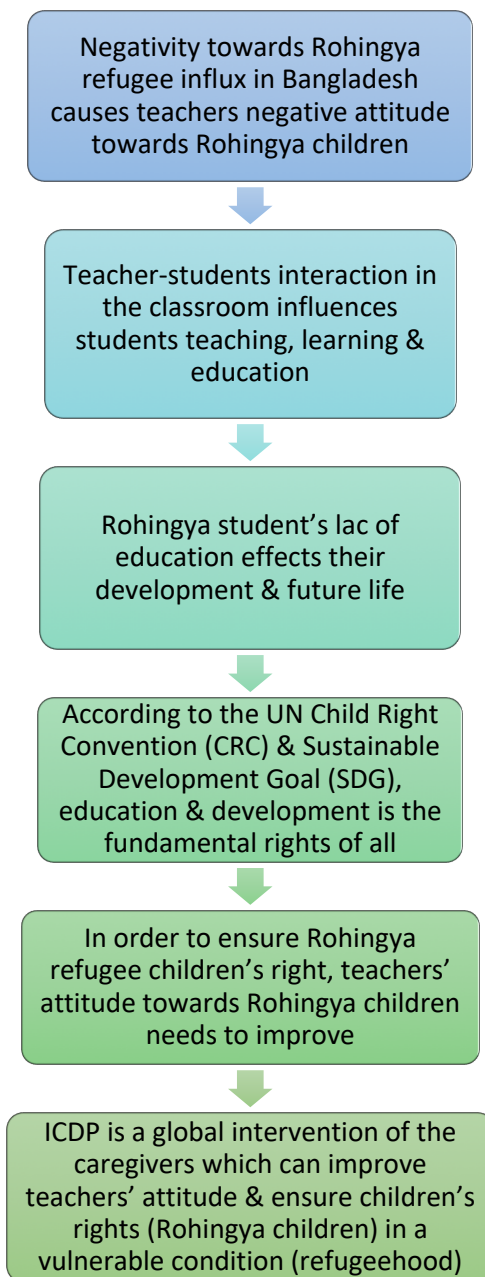 Negativity towards Rohingya
refugee influx in Bangladesh
causes teachers negative attitude
towards Rohingya children
Teacher-students interaction in
the classroom influences
students teaching, learning &
education
Rohingya student’s lac of
education effects their
development & future life
According to the UN Child Right
Convention (CRC) & Sustainable
Development Goal (SDG),
education & development is the
fundamental rights of all
In order to ensure Rohingya
refugee children’s right, teachers’
attitude towards Rohingya children
needs to improve
ICDP is a global intervention of the
caregivers which can improve
teachers’ attitude & ensure children’s
rights (Rohingya children) in a
vulnerable condition (refugeehood)